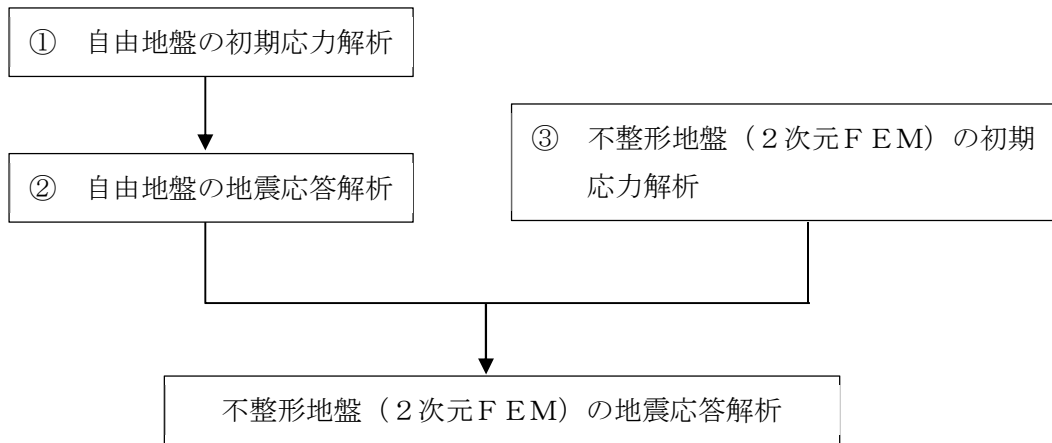 ① 自由地盤の初期応力解析
③ 不整形地盤（２次元ＦＥＭ）の初期
応力解析
② 自由地盤の地震応答解析
不整形地盤（２次元ＦＥＭ）の地震応答解析